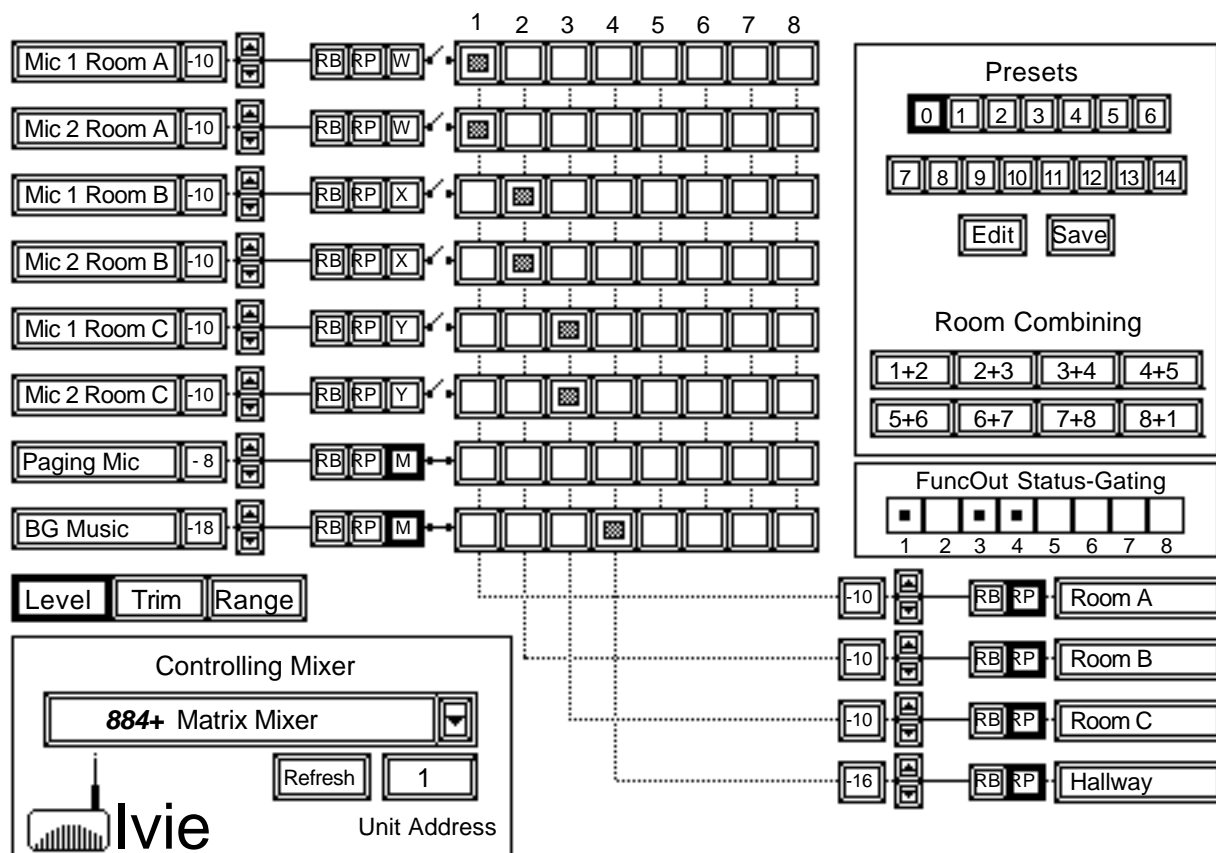 1 2 3 4 5 6 7 8
Mic 1 Room A -10 RB RP W
Mic 2 Room A -10 RB RP W
Mic 1 Room B -10 RB RP X
Mic 2 Room B -10 RB RP X
Mic 1 Room C -10 RB RP Y
Mic 2 Room C -10 RB RP Y
Paging Mic - 8 RB RP M
BG Music -18 RB RP M
Presets
0 1 2 3 4 5 6
7 8 9 10 11 12 13 14
Edit Save
Room Combining
1+2 2+3 3+4 4+5
5+6 6+7 7+8 8+1
FuncOut Status-Gating
1 2 3 4 5 6 7 8
Level Trim Range
-10 RB RP Room A
-10 RB RP Room B
-10 RB RP Room C
-16 RB RP Hallway
Controlling Mixer
884+ Matrix Mixer
Refresh 1
Ivie Unit Address